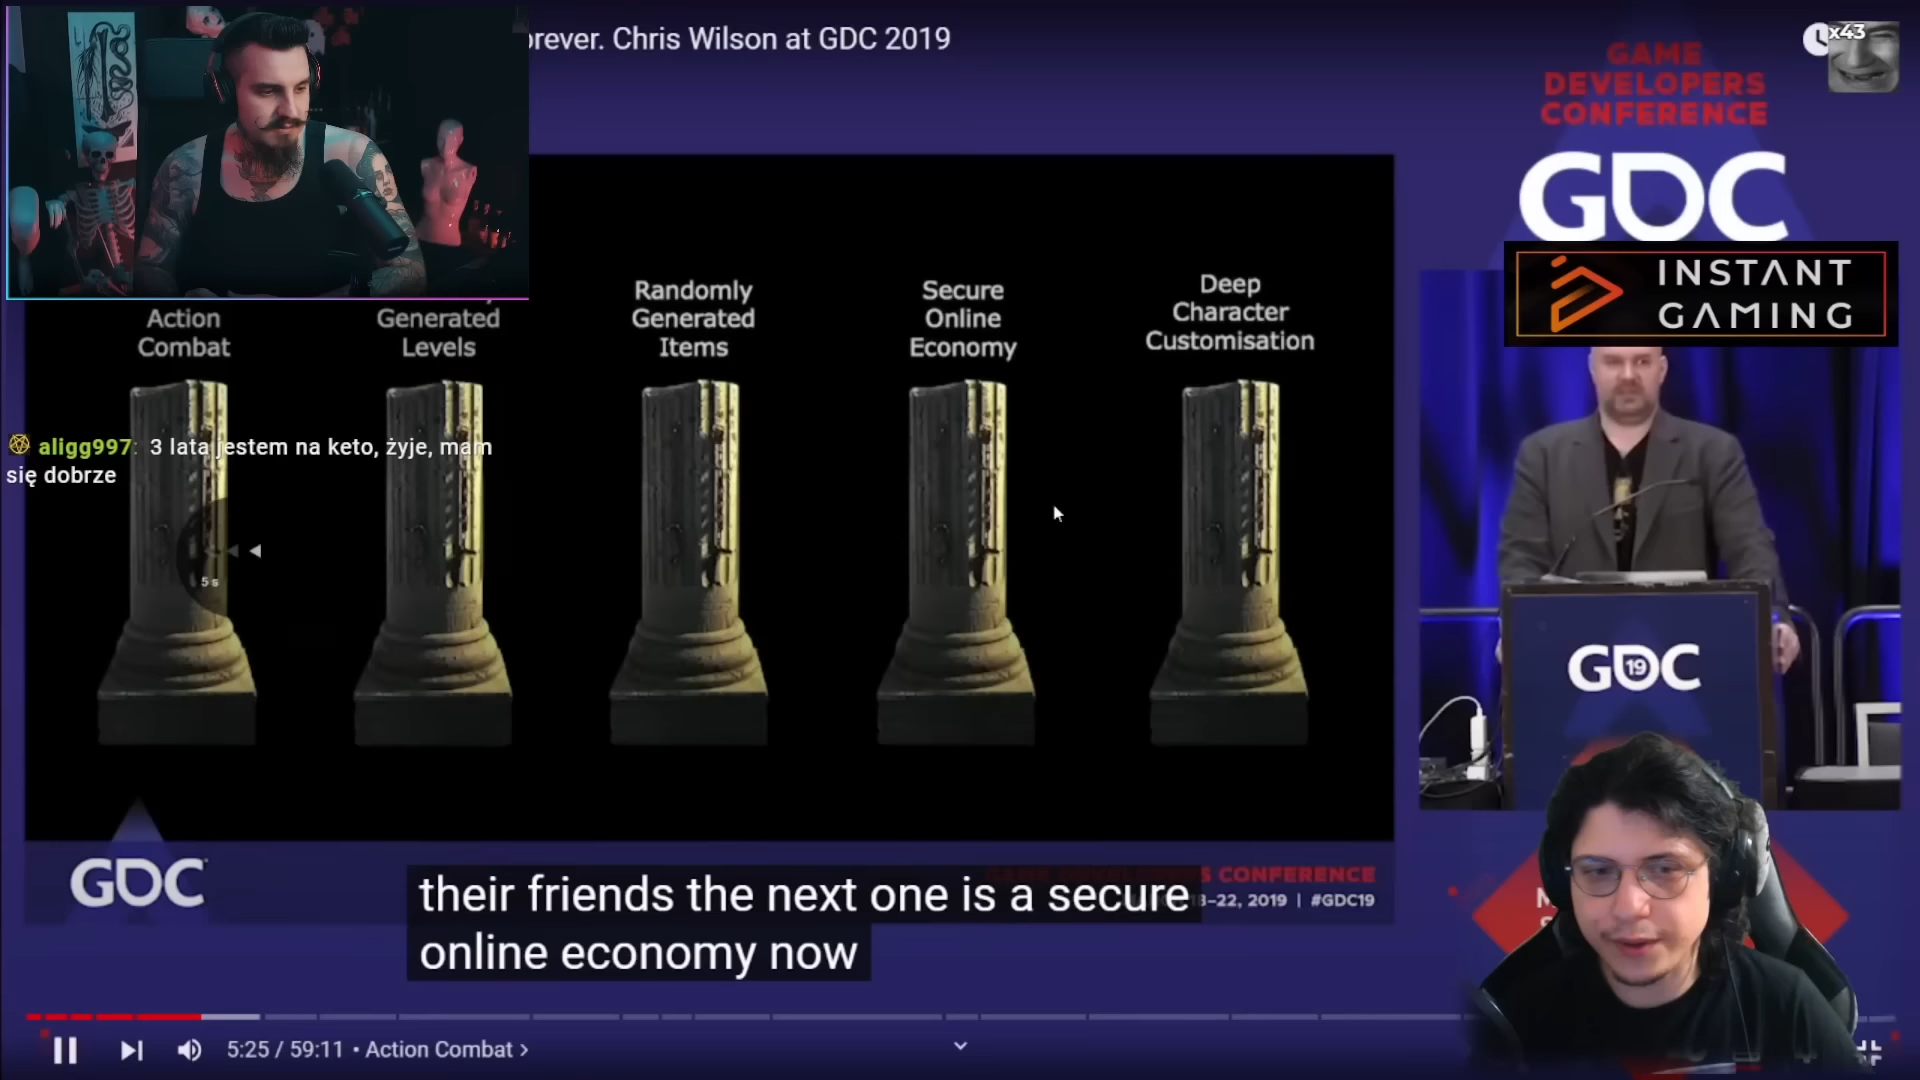 orever. Chris Wilson at GDC 2019
x43
GAME
DEVELOPERS
CONFERENCE
GDC
INSTANT
GAMING
Action
Combat
Generated
Levels
Randomly
Generated
Items
Secure
Online
Economy
Deep
Character
Customisation
aligg997: 3 lata jestem na keto, żyje, mam
się dobrze
5 s
GDC
19
GDC
S CONFERENCE
8-22, 2019 | #GDC19
their friends the next one is a secure
online economy now
5:25 / 59:11 • Action Combat ›